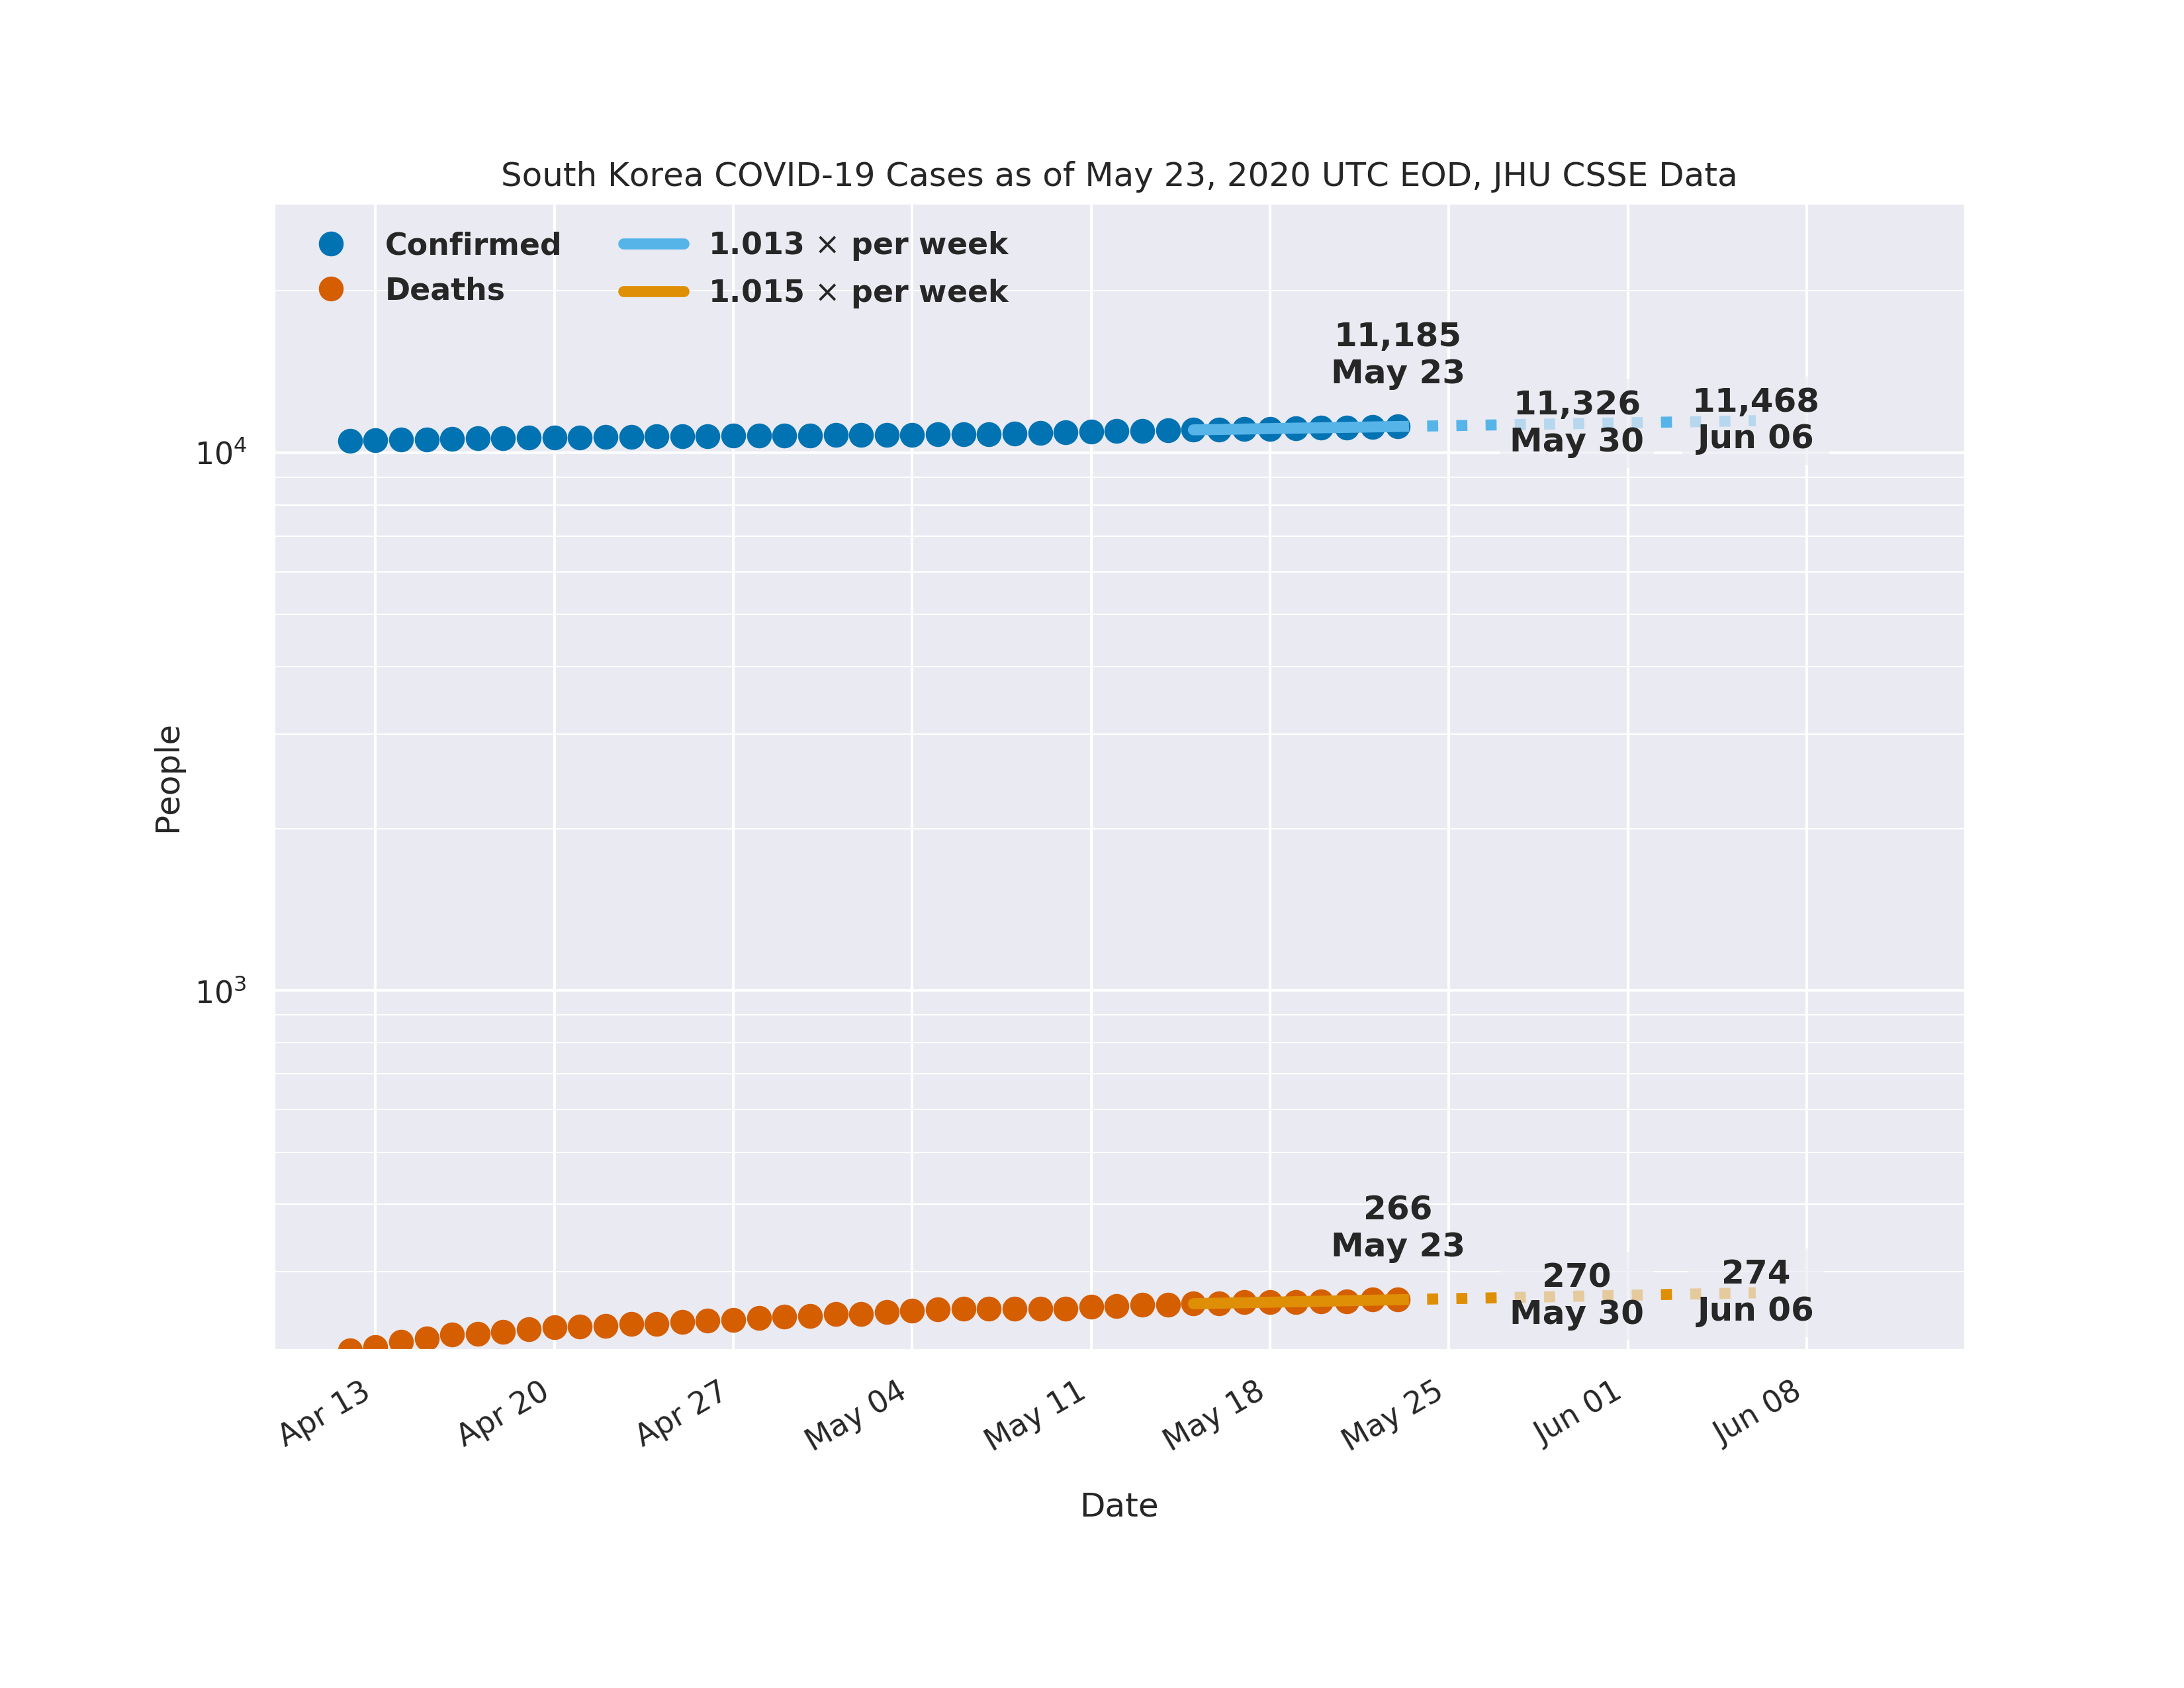 South Korea COVID-19 Cases as of May 23, 2020 UTC EOD, JHU CSSE Data
Confirmed
Deaths
1.013 × per week
1.015 × per week
11,185
May 23
11,326
May 30
11,468
Jun 06
10⁴
People
10³
266
May 23
270
May 30
274
Jun 06
Apr 13
Apr 20
Apr 27
May 04
May 11
May 18
May 25
Jun 01
Jun 08
Date